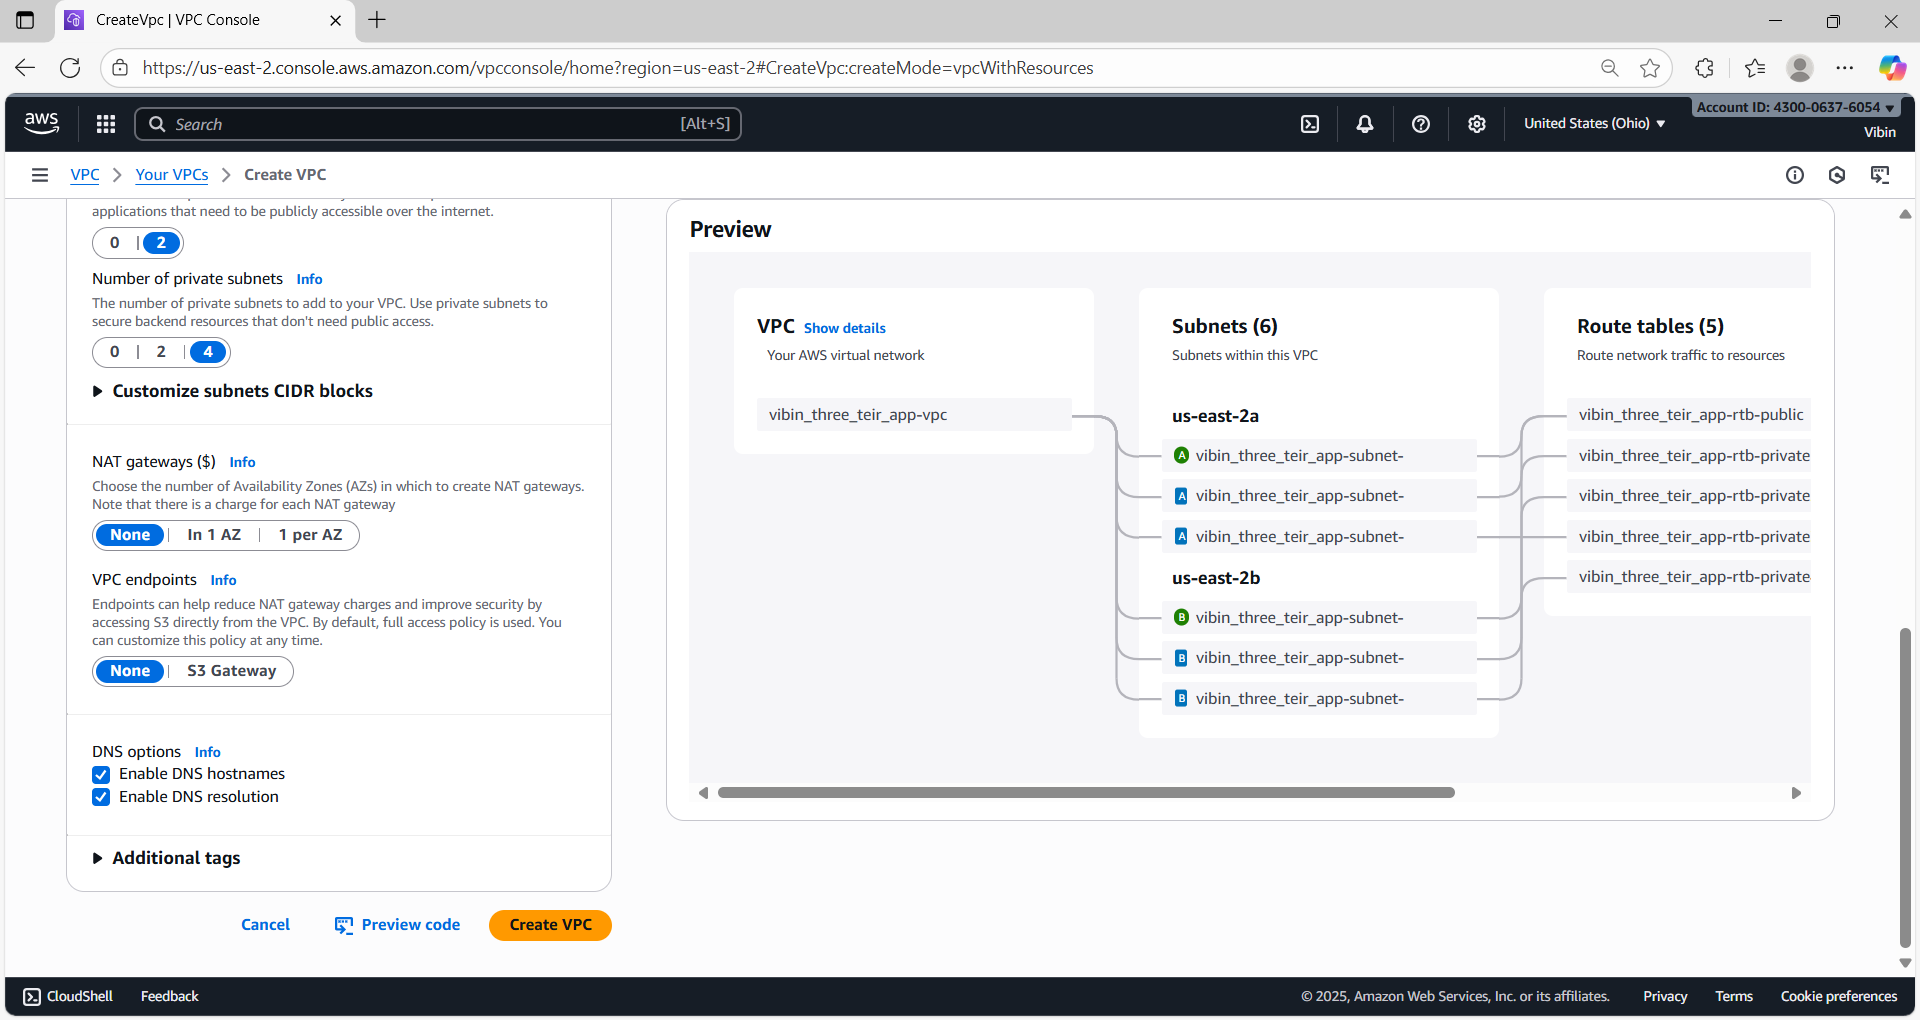 CreateVpc | VPC Console
https://us-east-2.console.aws.amazon.com/vpcconsole/home?region=us-east-2#CreateVpc:createMode=vpcWithResources
aws
Search
[Alt+S]
United States (Ohio)
Account ID: 4300-0637-6054
Vibin
VPC
Your VPCs
Create VPC
applications that need to be publicly accessible over the internet.
0 | 2
Number of private subnets Info
The number of private subnets to add to your VPC. Use private subnets to
secure backend resources that don't need public access.
0 | 2 | 4
Customize subnets CIDR blocks
NAT gateways ($) Info
Choose the number of Availability Zones (AZs) in which to create NAT gateways.
Note that there is a charge for each NAT gateway
None | In 1 AZ | 1 per AZ
VPC endpoints Info
Endpoints can help reduce NAT gateway charges and improve security by
accessing S3 directly from the VPC. By default, full access policy is used. You
can customize this policy at any time.
None | S3 Gateway
DNS options Info
Enable DNS hostnames
Enable DNS resolution
Additional tags
Cancel
Preview code
Create VPC
Preview
VPC Show details
Your AWS virtual network
vibin_three_teir_app-vpc
Subnets (6)
Subnets within this VPC
us-east-2a
A vibin_three_teir_app-subnet-
A vibin_three_teir_app-subnet-
A vibin_three_teir_app-subnet-
us-east-2b
B vibin_three_teir_app-subnet-
B vibin_three_teir_app-subnet-
B vibin_three_teir_app-subnet-
Route tables (5)
Route network traffic to resources
vibin_three_teir_app-rtb-public
vibin_three_teir_app-rtb-private
vibin_three_teir_app-rtb-private
vibin_three_teir_app-rtb-private
vibin_three_teir_app-rtb-private
CloudShell
Feedback
© 2025, Amazon Web Services, Inc. or its affiliates.
Privacy
Terms
Cookie preferences